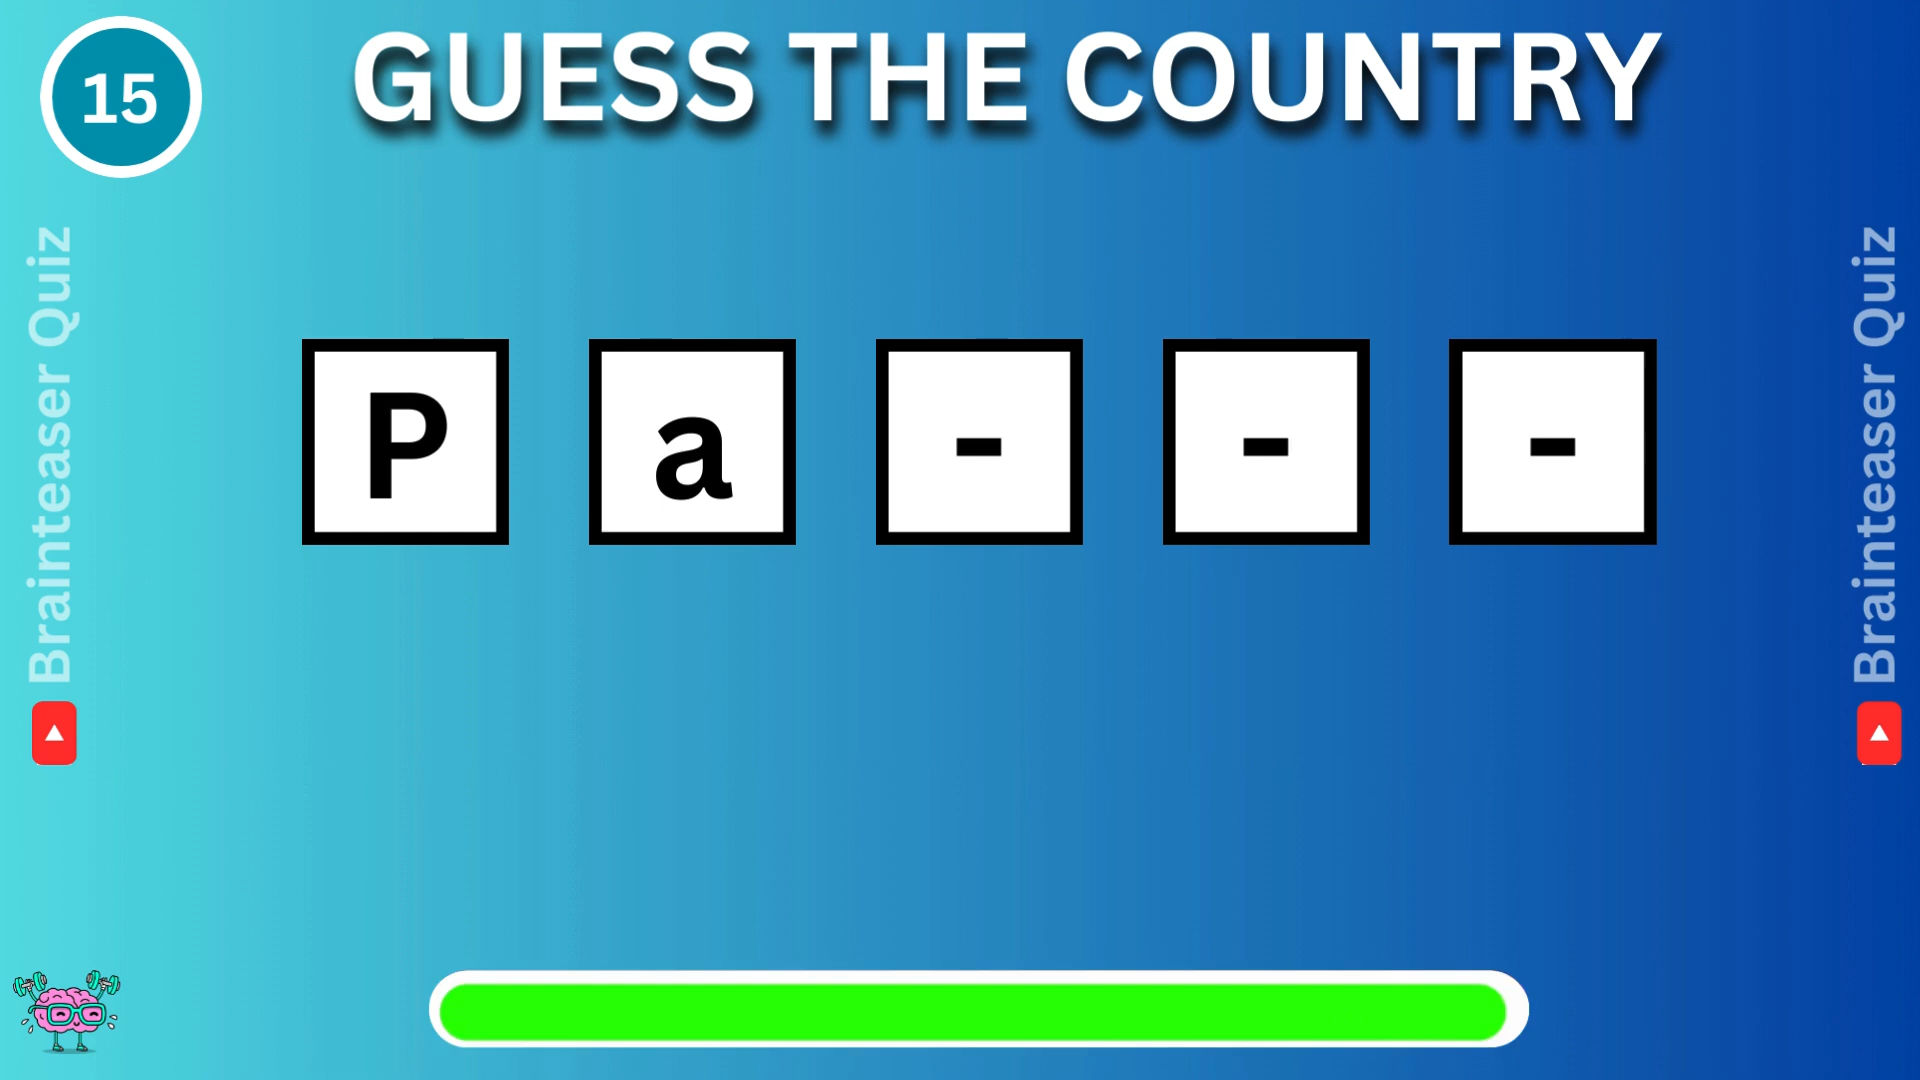 15
GUESS THE COUNTRY
P a - - -
Brainteaser Quiz
Brainteaser Quiz